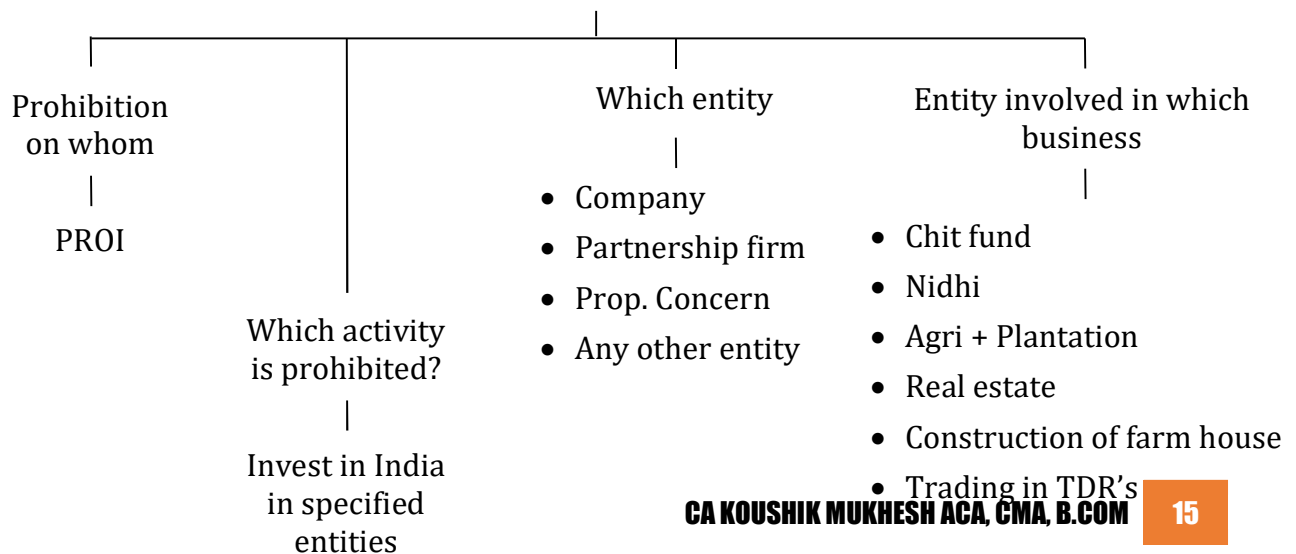 Prohibition
on whom
PROI
Which activity
is prohibited?
Invest in India
in specified
entities
Which entity
• Company
• Partnership firm
• Prop. Concern
• Any other entity
Entity involved in which
business
• Chit fund
• Nidhi
• Agri + Plantation
• Real estate
• Construction of farm house
• Trading in TDR's
CA KOUSHIK MUKHESH ACA, CMA, B.COM 15